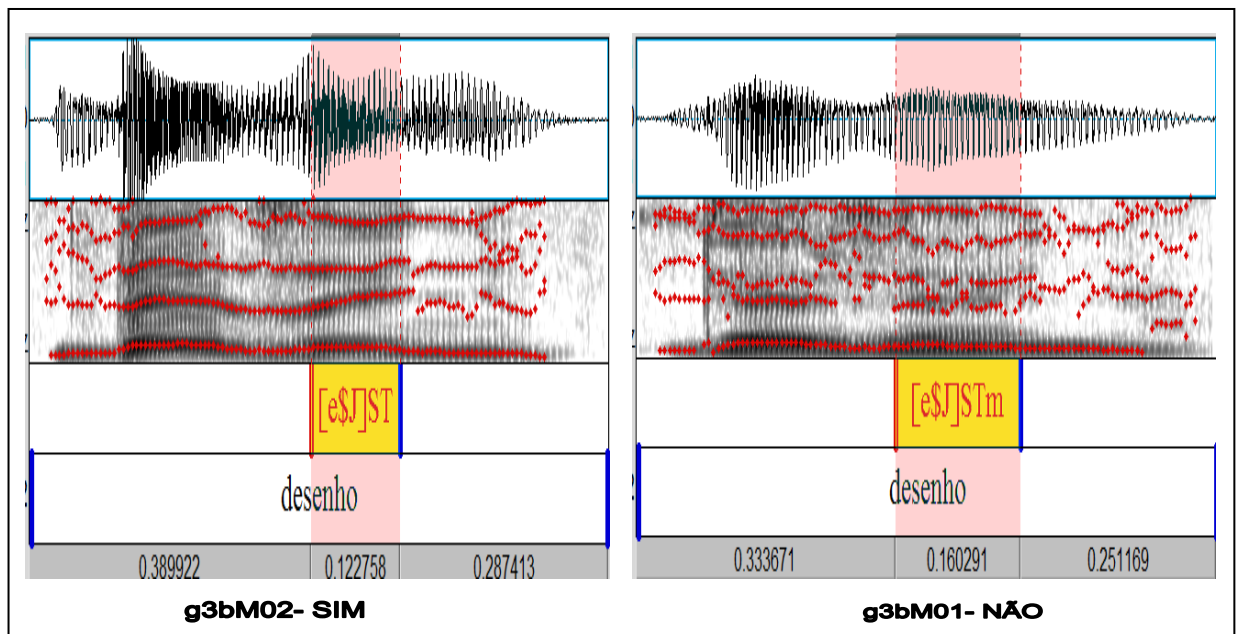 [e$J]ST
desenho
0.389922 0.122758 0.287413
g3bM02- SIM
[e$J]STm
desenho
0.333671 0.160291 0.251169
g3bM01- NÃO